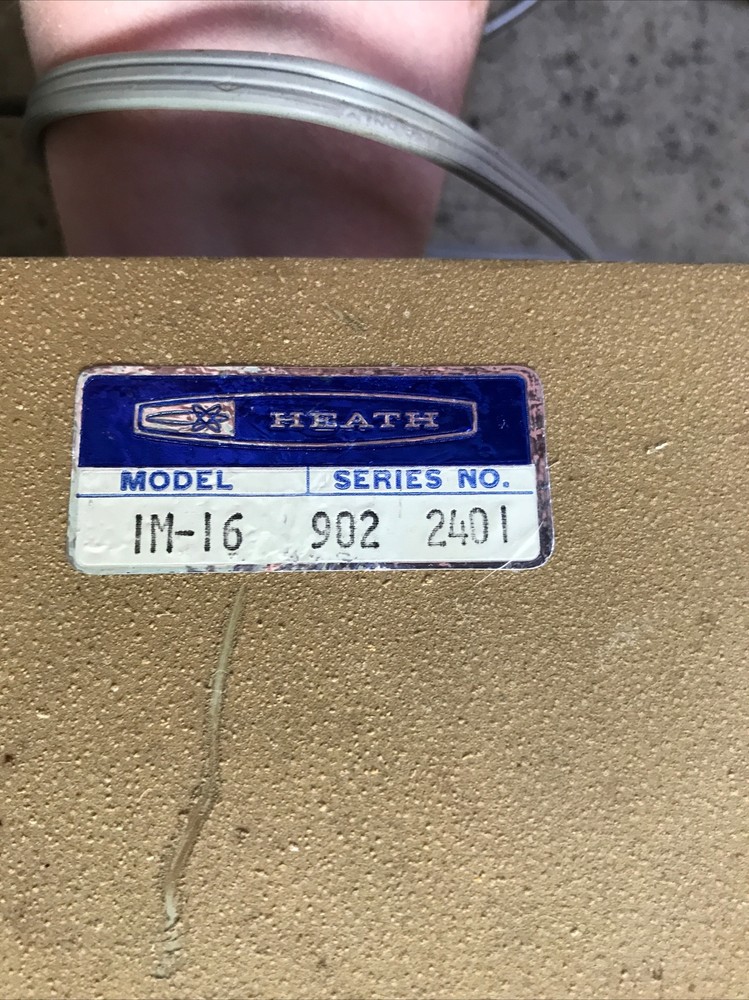 HEATH
MODEL SERIES NO.
IM-16 902 2401